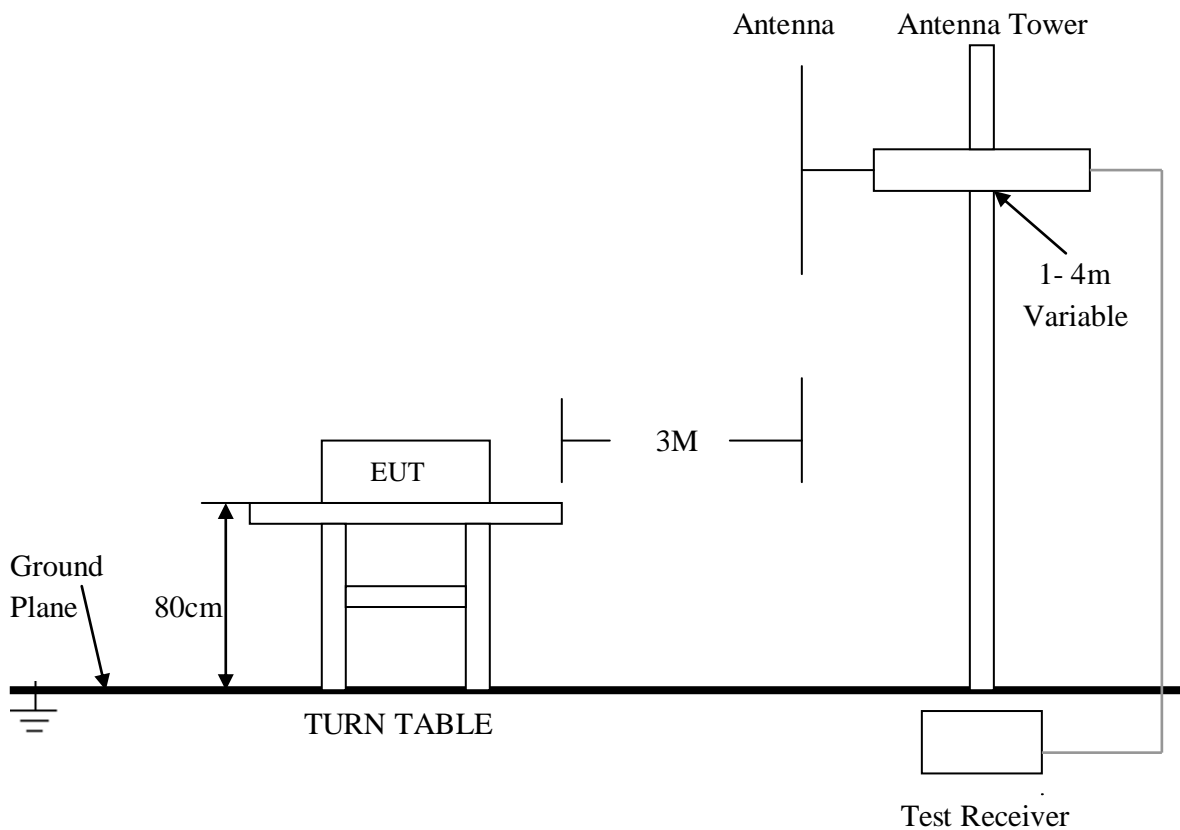 Antenna
Antenna Tower
1- 4m
Variable
3M
EUT
Ground
Plane
80cm
TURN TABLE
Test Receiver